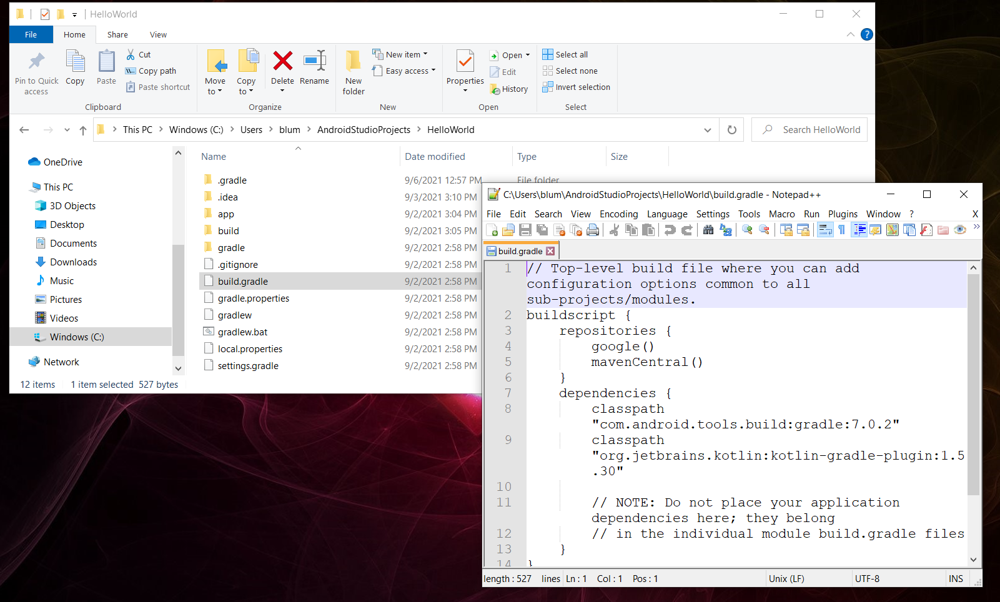 HelloWorld
File Home Share View
Pin to Quick access
Copy
Paste
Cut
Copy path
Paste shortcut
Clipboard
Move to
Copy to
Delete
Rename
Organize
New folder
New item
Easy access
New
Properties
Open
Edit
History
Open
Select all
Select none
Invert selection
Select
This PC Windows (C:) Users blum AndroidStudioProjects HelloWorld
Search HelloWorld
OneDrive
This PC
3D Objects
Desktop
Documents
Downloads
Music
Pictures
Videos
Windows (C:)
Network
Name Date modified Type Size
.gradle 9/6/2021 12:57 PM File folder
.idea 9/3/2021 3:10 PM
app 9/2/2021 3:04 PM
build 9/2/2021 3:05 PM
gradle 9/2/2021 2:58 PM
.gitignore 9/2/2021 2:58 PM
build.gradle 9/2/2021 2:58 PM
gradle.properties 9/2/2021 2:58 PM
gradlew 9/2/2021 2:58 PM
gradlew.bat 9/2/2021 2:58 PM
local.properties 9/2/2021 2:58 PM
settings.gradle 9/2/2021 2:58 PM
12 items 1 item selected 527 bytes
C:\Users\blum\AndroidStudioProjects\HelloWorld\build.gradle - Notepad++
File Edit Search View Encoding Language Settings Tools Macro Run Plugins Window ? X
build.gradle
1 // Top-level build file where you can add
configuration options common to all
sub-projects/modules.
2 buildscript {
3 repositories {
4 google()
5 mavenCentral()
6 }
7 dependencies {
8 classpath
"com.android.tools.build:gradle:7.0.2"
9 classpath
"org.jetbrains.kotlin:kotlin-gradle-plugin:1.5
.30"
10
11 // NOTE: Do not place your application
dependencies here; they belong
12 // in the individual module build.gradle files
13 }
14 }
length : 527 lines Ln : 1 Col : 1 Pos : 1 Unix (LF) UTF-8 INS